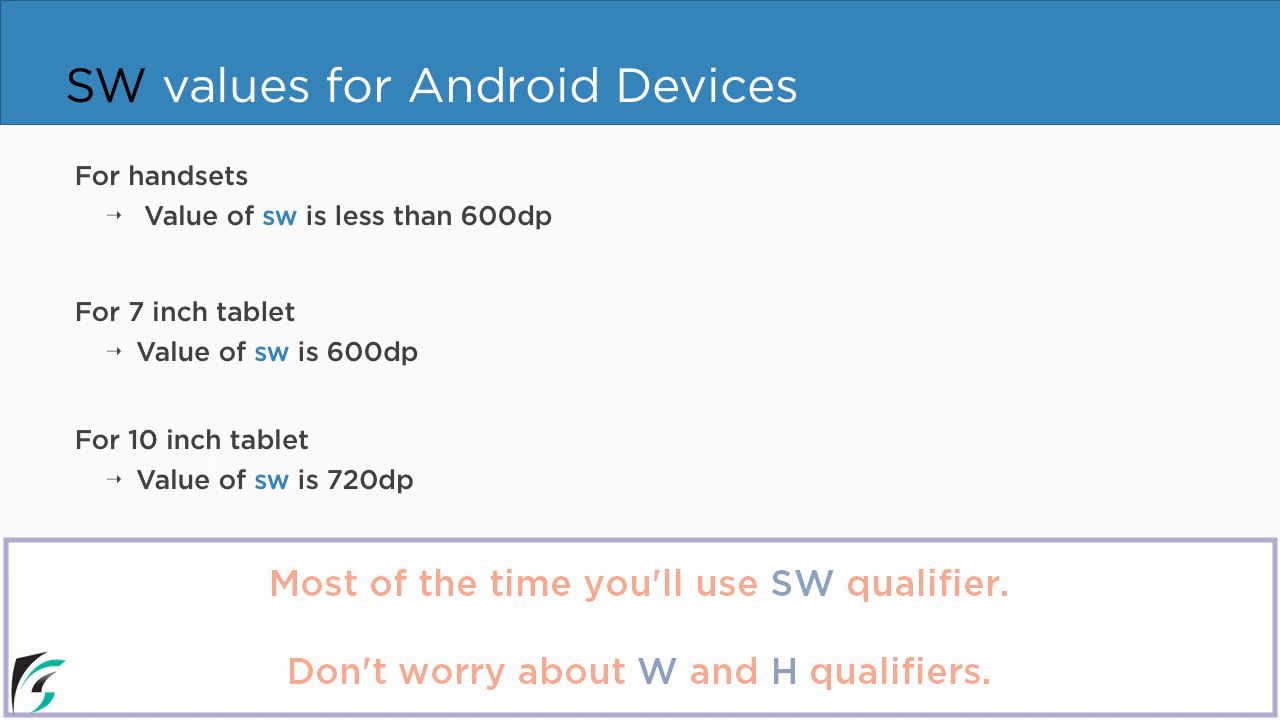 SW values for Android Devices
For handsets
→ Value of sw is less than 600dp
For 7 inch tablet
→ Value of sw is 600dp
For 10 inch tablet
→ Value of sw is 720dp
Most of the time you'll use SW qualifier.
Don't worry about W and H qualifiers.